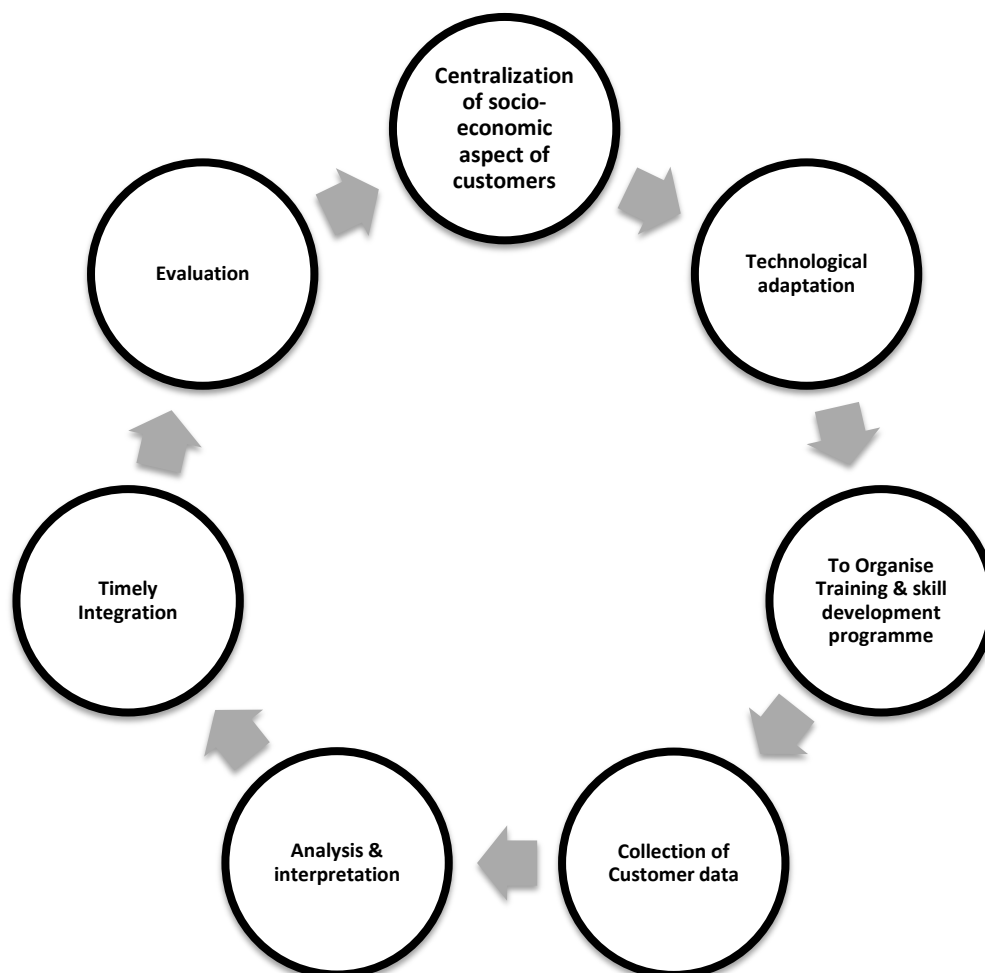 Centralization
of socio-
economic
aspect of
customers
Technological
adaptation
To Organise
Training & skill
development
programme
Collection of
Customer data
Analysis &
interpretation
Timely
Integration
Evaluation